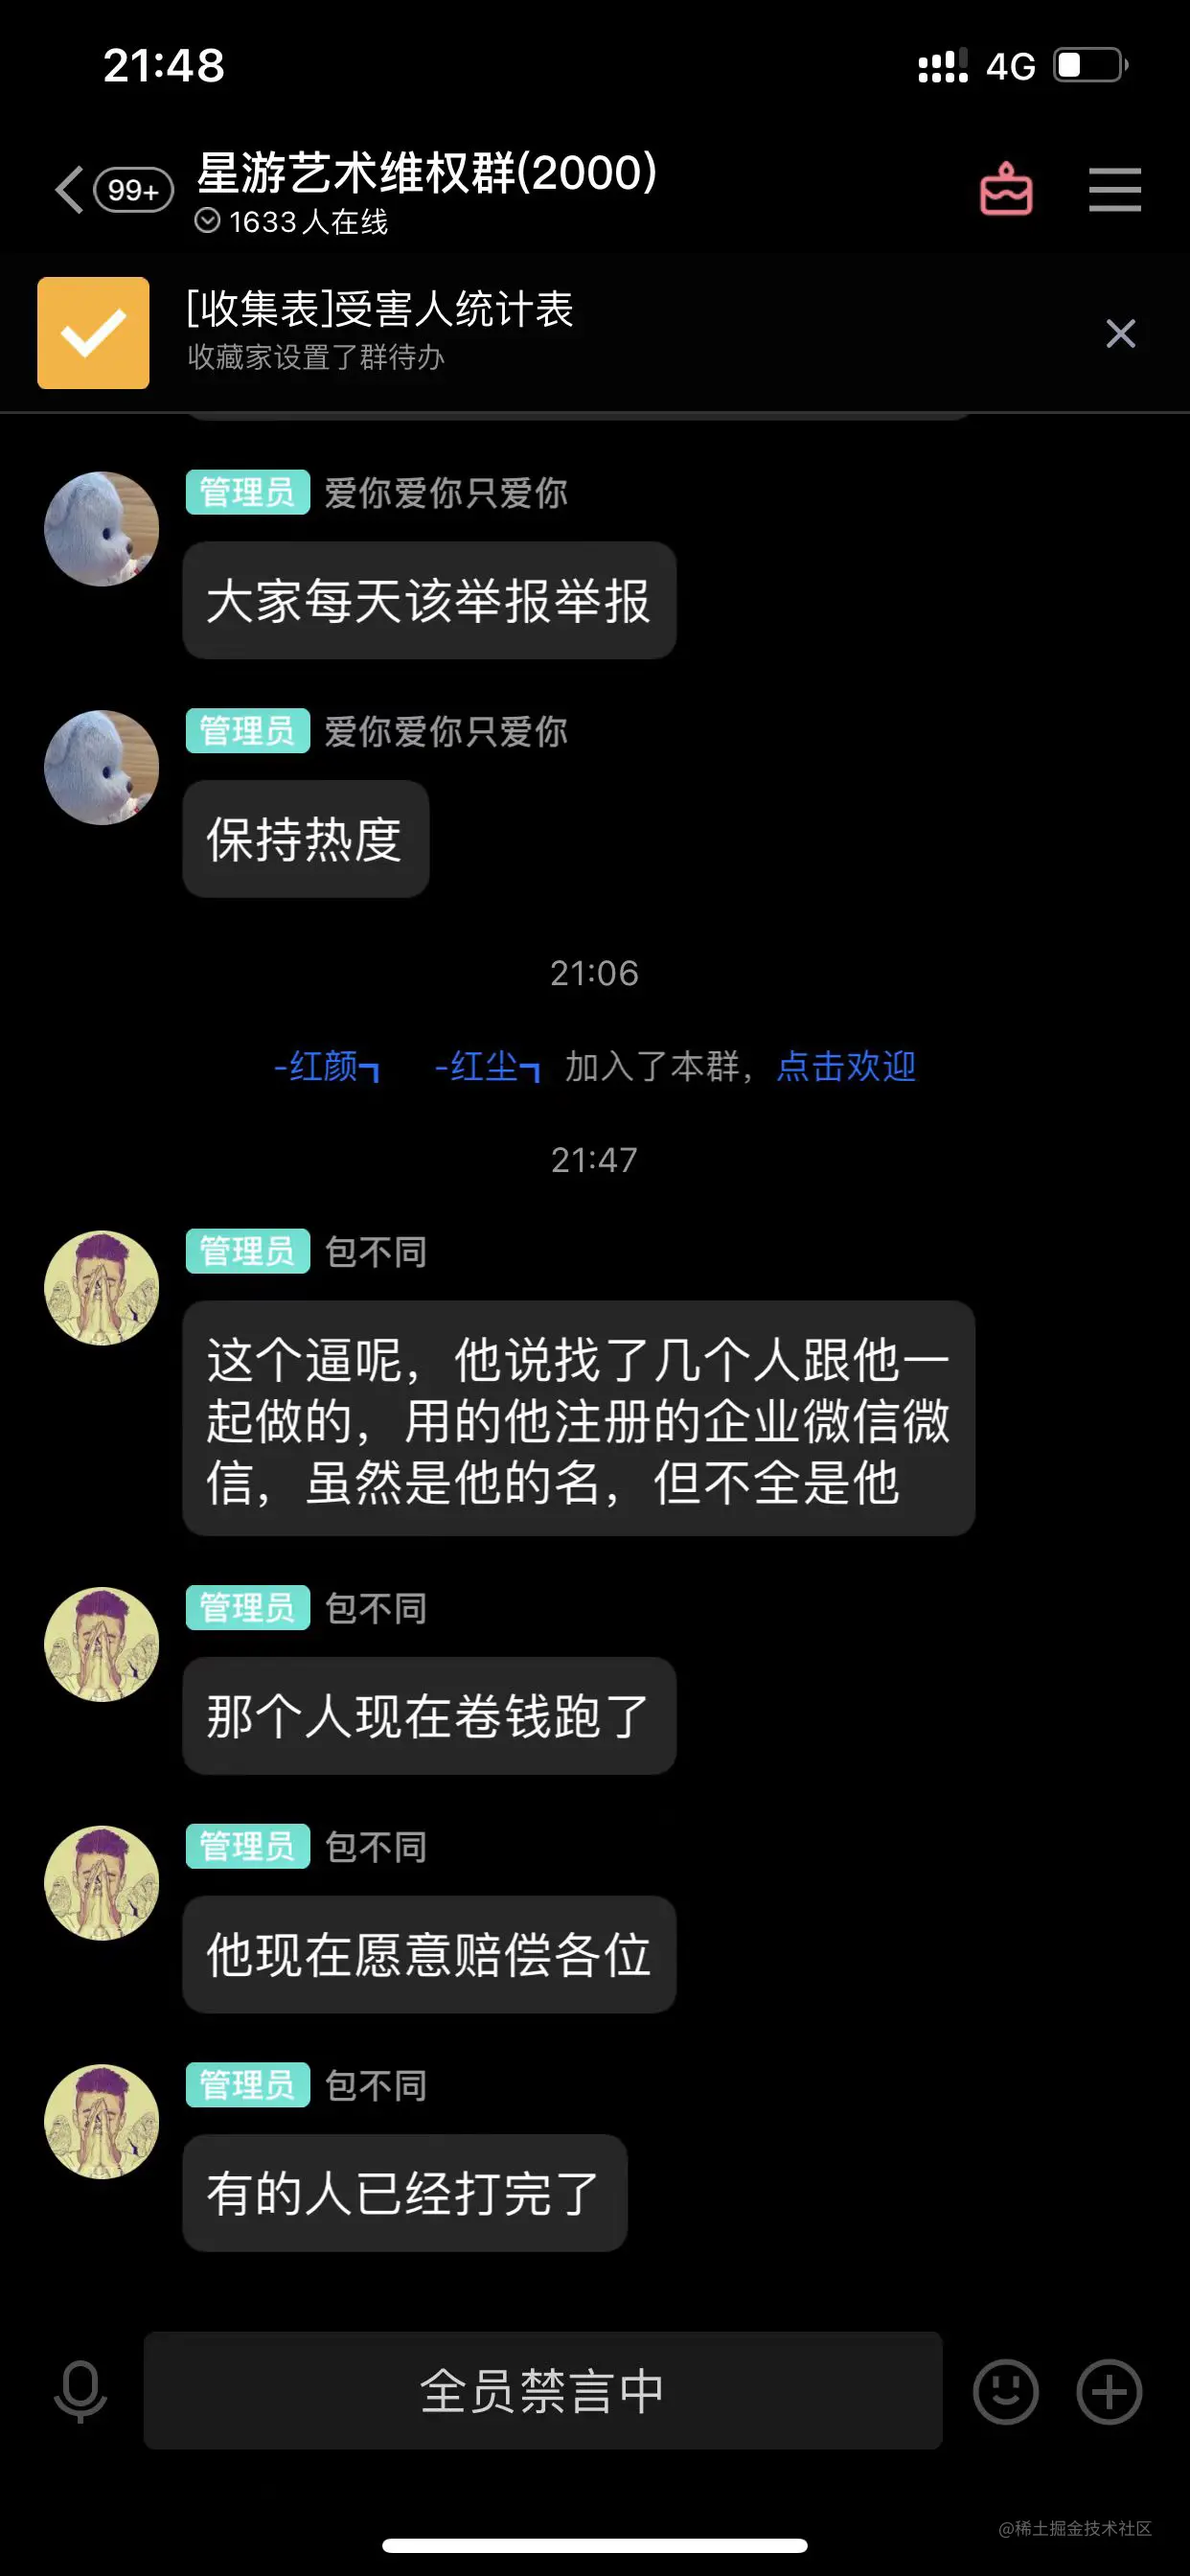 21:48
4G
99+
星游艺术维权群(2000)
1633人在线
[收集表]受害人统计表
收藏家设置了群待办
管理员 爱你爱你只爱你
大家每天该举报举报
管理员 爱你爱你只爱你
保持热度
21:06
-红颜┓ -红尘┓ 加入了本群，点击欢迎
21:47
管理员 包不同
这个逼呢，他说找了几个人跟他一
起做的，用的他注册的企业微信微
信，虽然是他的名，但不全是他
管理员 包不同
那个人现在卷钱跑了
管理员 包不同
他现在愿意赔偿各位
管理员 包不同
有的人已经打完了
全员禁言中
@稀土掘金技术社区